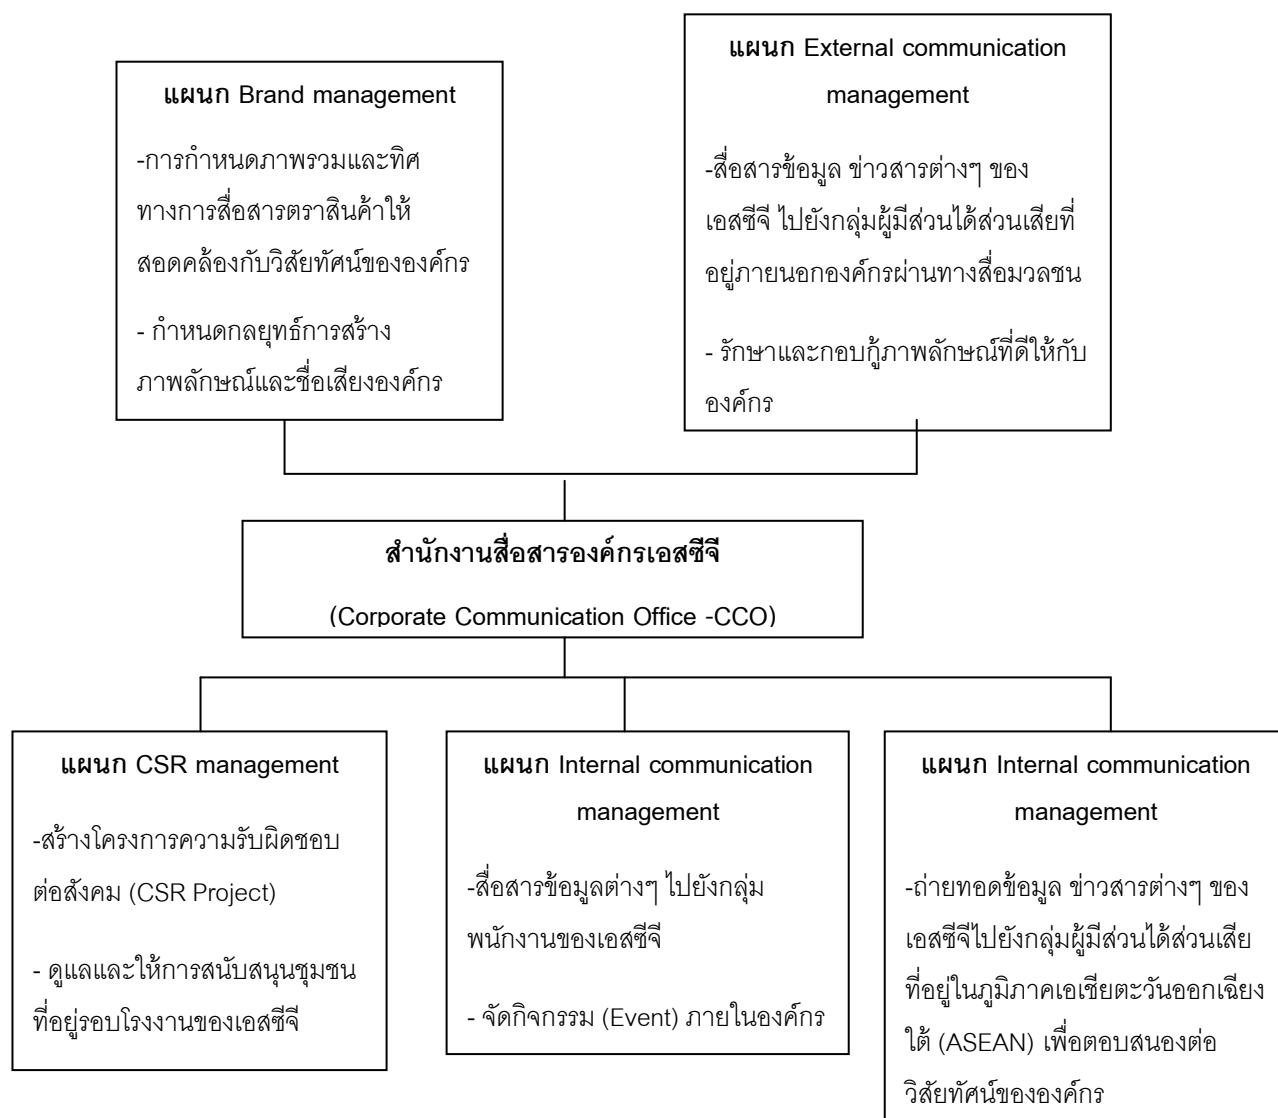 แผนก Brand management
-การกำหนดภาพรวมและทิศ
ทางการสื่อสารตราสินค้าให้
สอดคล้องกับวิสัยทัศน์ขององค์กร
- กำหนดกลยุทธ์การสร้าง
ภาพลักษณ์และชื่อเสียงองค์กร
แผนก External communication
management
-สื่อสารข้อมูล ข่าวสารต่างๆ ของ
เอสซีจี ไปยังกลุ่มผู้มีส่วนได้ส่วนเสียที่
อยู่ภายนอกองค์กรผ่านทางสื่อมวลชน
- รักษาและกอบกู้ภาพลักษณ์ที่ดีให้กับ
องค์กร
สำนักงานสื่อสารองค์กรเอสซีจี
(Corporate Communication Office -CCO)
แผนก CSR management
-สร้างโครงการความรับผิดชอบ
ต่อสังคม (CSR Project)
- ดูแลและให้การสนับสนุนชุมชน
ที่อยู่รอบโรงงานของเอสซีจี
แผนก Internal communication
management
-สื่อสารข้อมูลต่างๆ ไปยังกลุ่ม
พนักงานของเอสซีจี
- จัดกิจกรรม (Event) ภายในองค์กร
แผนก Internal communication
management
-ถ่ายทอดข้อมูล ข่าวสารต่างๆ ของ
เอสซีจีไปยังกลุ่มผู้มีส่วนได้ส่วนเสีย
ที่อยู่ในภูมิภาคเอเชียตะวันออกเฉียง
ใต้ (ASEAN) เพื่อตอบสนองต่อ
วิสัยทัศน์ขององค์กร